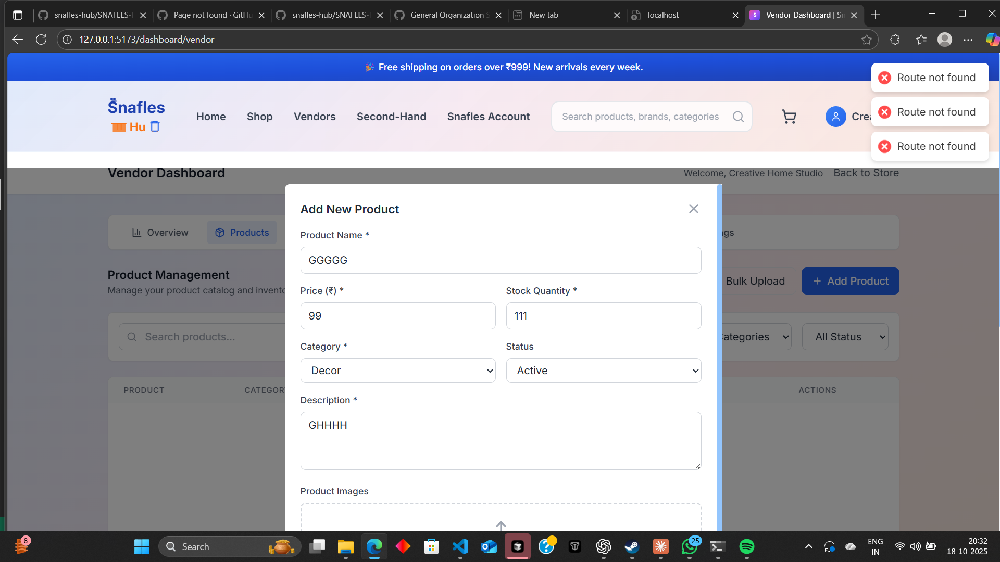 snafles-hub/SNAFLES-
Page not found · GitHu
snafles-hub/SNAFLES-
General Organization S
New tab
localhost
Vendor Dashboard | Sn
127.0.0.1:5173/dashboard/vendor
🎉 Free shipping on orders over ₹999! New arrivals every week.
Route not found
Route not found
Route not found
Snafles
Hu
Home
Shop
Vendors
Second-Hand
Snafles Account
Search products, brands, categories.
Crea
Vendor Dashboard
Welcome, Creative Home Studio
Back to Store
Overview
Products
gs
Product Management
Manage your product catalog and invento
Bulk Upload
+ Add Product
Search products...
ategories
All Status
PRODUCT
CATEGOR
ACTIONS
Add New Product
Product Name *
GGGGG
Price (₹) *
Stock Quantity *
99
111
Category *
Status
Decor
Active
Description *
GHHHH
Product Images
8
Search
25
ENG
IN
20:32
18-10-2025